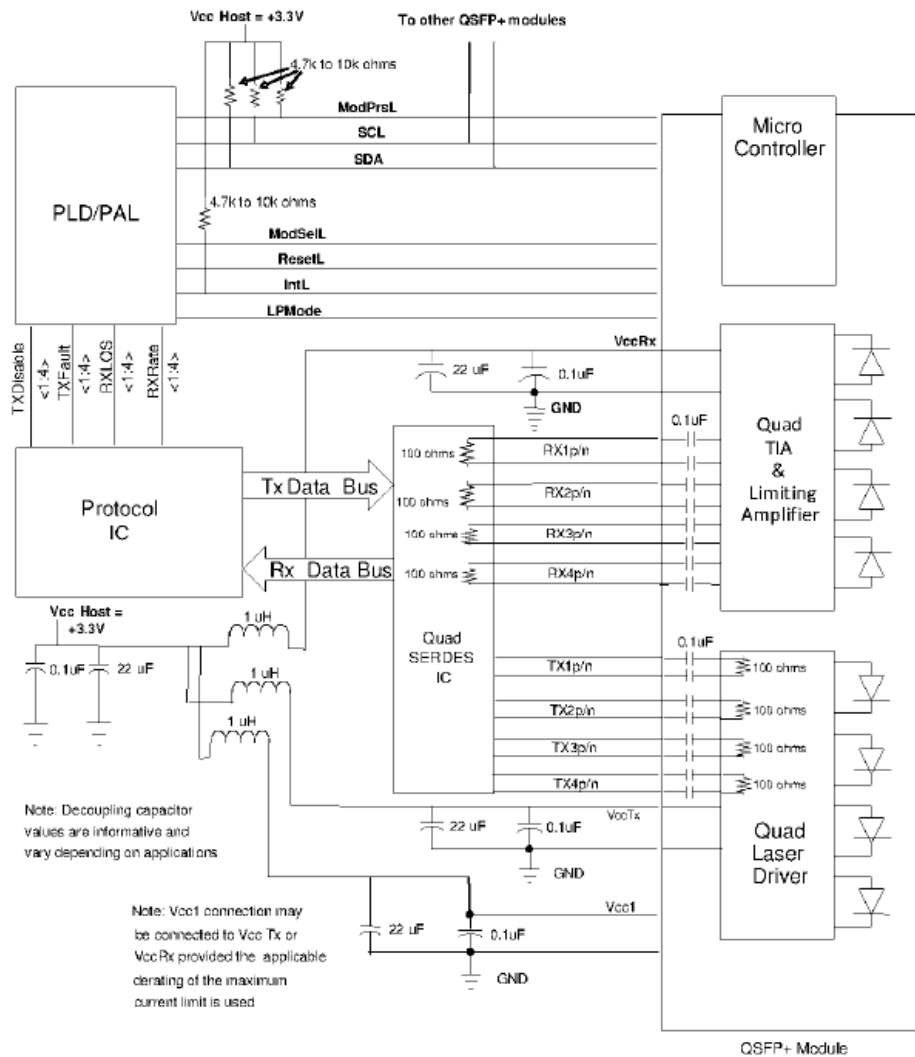 Vcc Host = +3.3V
To other QSFP+ modules
4.7k to 10k ohms
ModPrsL
SCL
SDA
Micro
Controller
PLD/PAL
4.7k to 10k ohms
ModSelL
ResetL
IntL
LPMode
TXDisable
<1:4>
TXFault
<1:4>
RXLOS
<1:4>
RXRate
<1:4>
VccRx
22 uF
0.1uF
GND
0.1uF
Quad
TIA
&
Limiting
Amplifier
100 ohms
RX1p/n
100 ohms
RX2p/n
100 ohms
RX3p/n
100 ohms
RX4p/n
Protocol
IC
Tx Data Bus
Rx Data Bus
Vcc Host =
+3.3V
0.1uF
22 uF
1 uH
1 uH
1 uH
Quad
SERDES
IC
0.1uF
TX1p/n
100 ohms
TX2p/n
100 ohms
TX3p/n
100 ohms
TX4p/n
100 ohms
VccTx
22 uF
0.1uF
GND
Quad
Laser
Driver
Note: Decoupling capacitor
values are informative and
vary depending on applications
Note: Vcc1 connection may
be connected to Vcc Tx or
Vcc Rx provided the applicable
derating of the maximum
current limit is used
Vcc1
22 uF
0.1uF
GND
QSFP+ Module